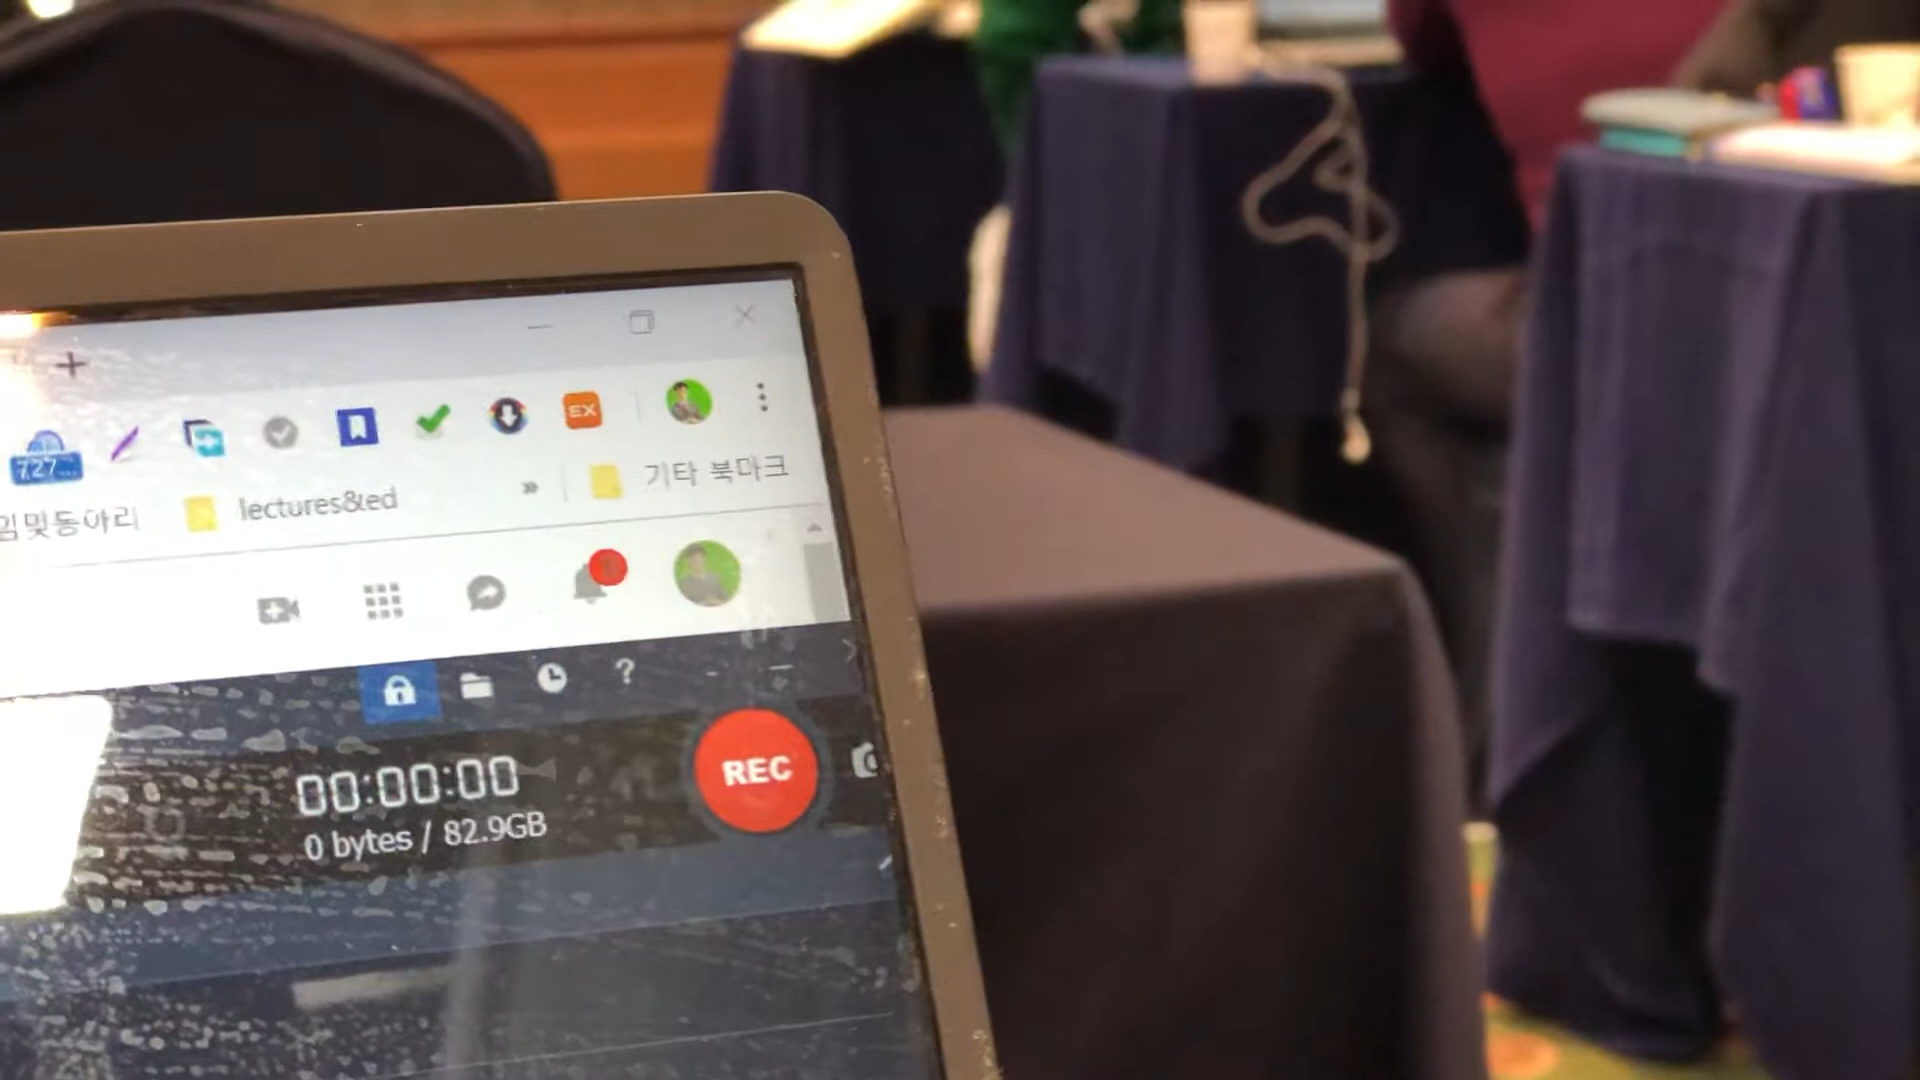 727...
EX
임및동아리
lectures&ed
»
기타 북마크
?
00:00:00
REC
0 bytes / 82.9GB